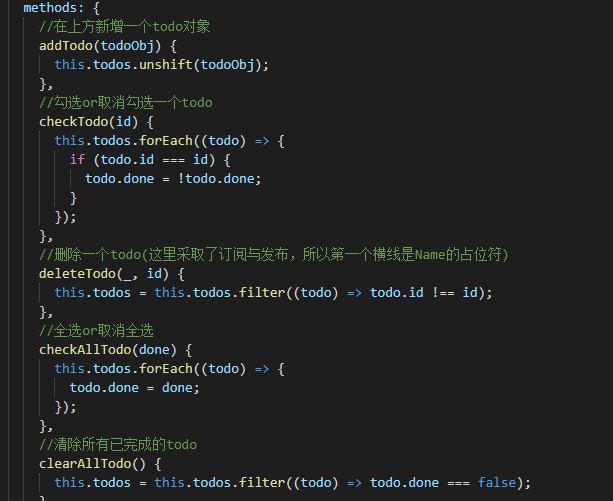 methods: {
//在上方新增一个todo对象
addTodo(todoObj) {
this.todos.unshift(todoObj);
},
//勾选or取消勾选一个todo
checkTodo(id) {
this.todos.forEach((todo) => {
if (todo.id === id) {
todo.done = !todo.done;
}
});
},
//删除一个todo(这里采取了订阅与发布，所以第一个横线是Name的占位符)
deleteTodo(_, id) {
this.todos = this.todos.filter((todo) => todo.id !== id);
},
//全选or取消全选
checkAllTodo(done) {
this.todos.forEach((todo) => {
todo.done = done;
});
},
//清除所有已完成的todo
clearAllTodo() {
this.todos = this.todos.filter((todo) => todo.done === false);